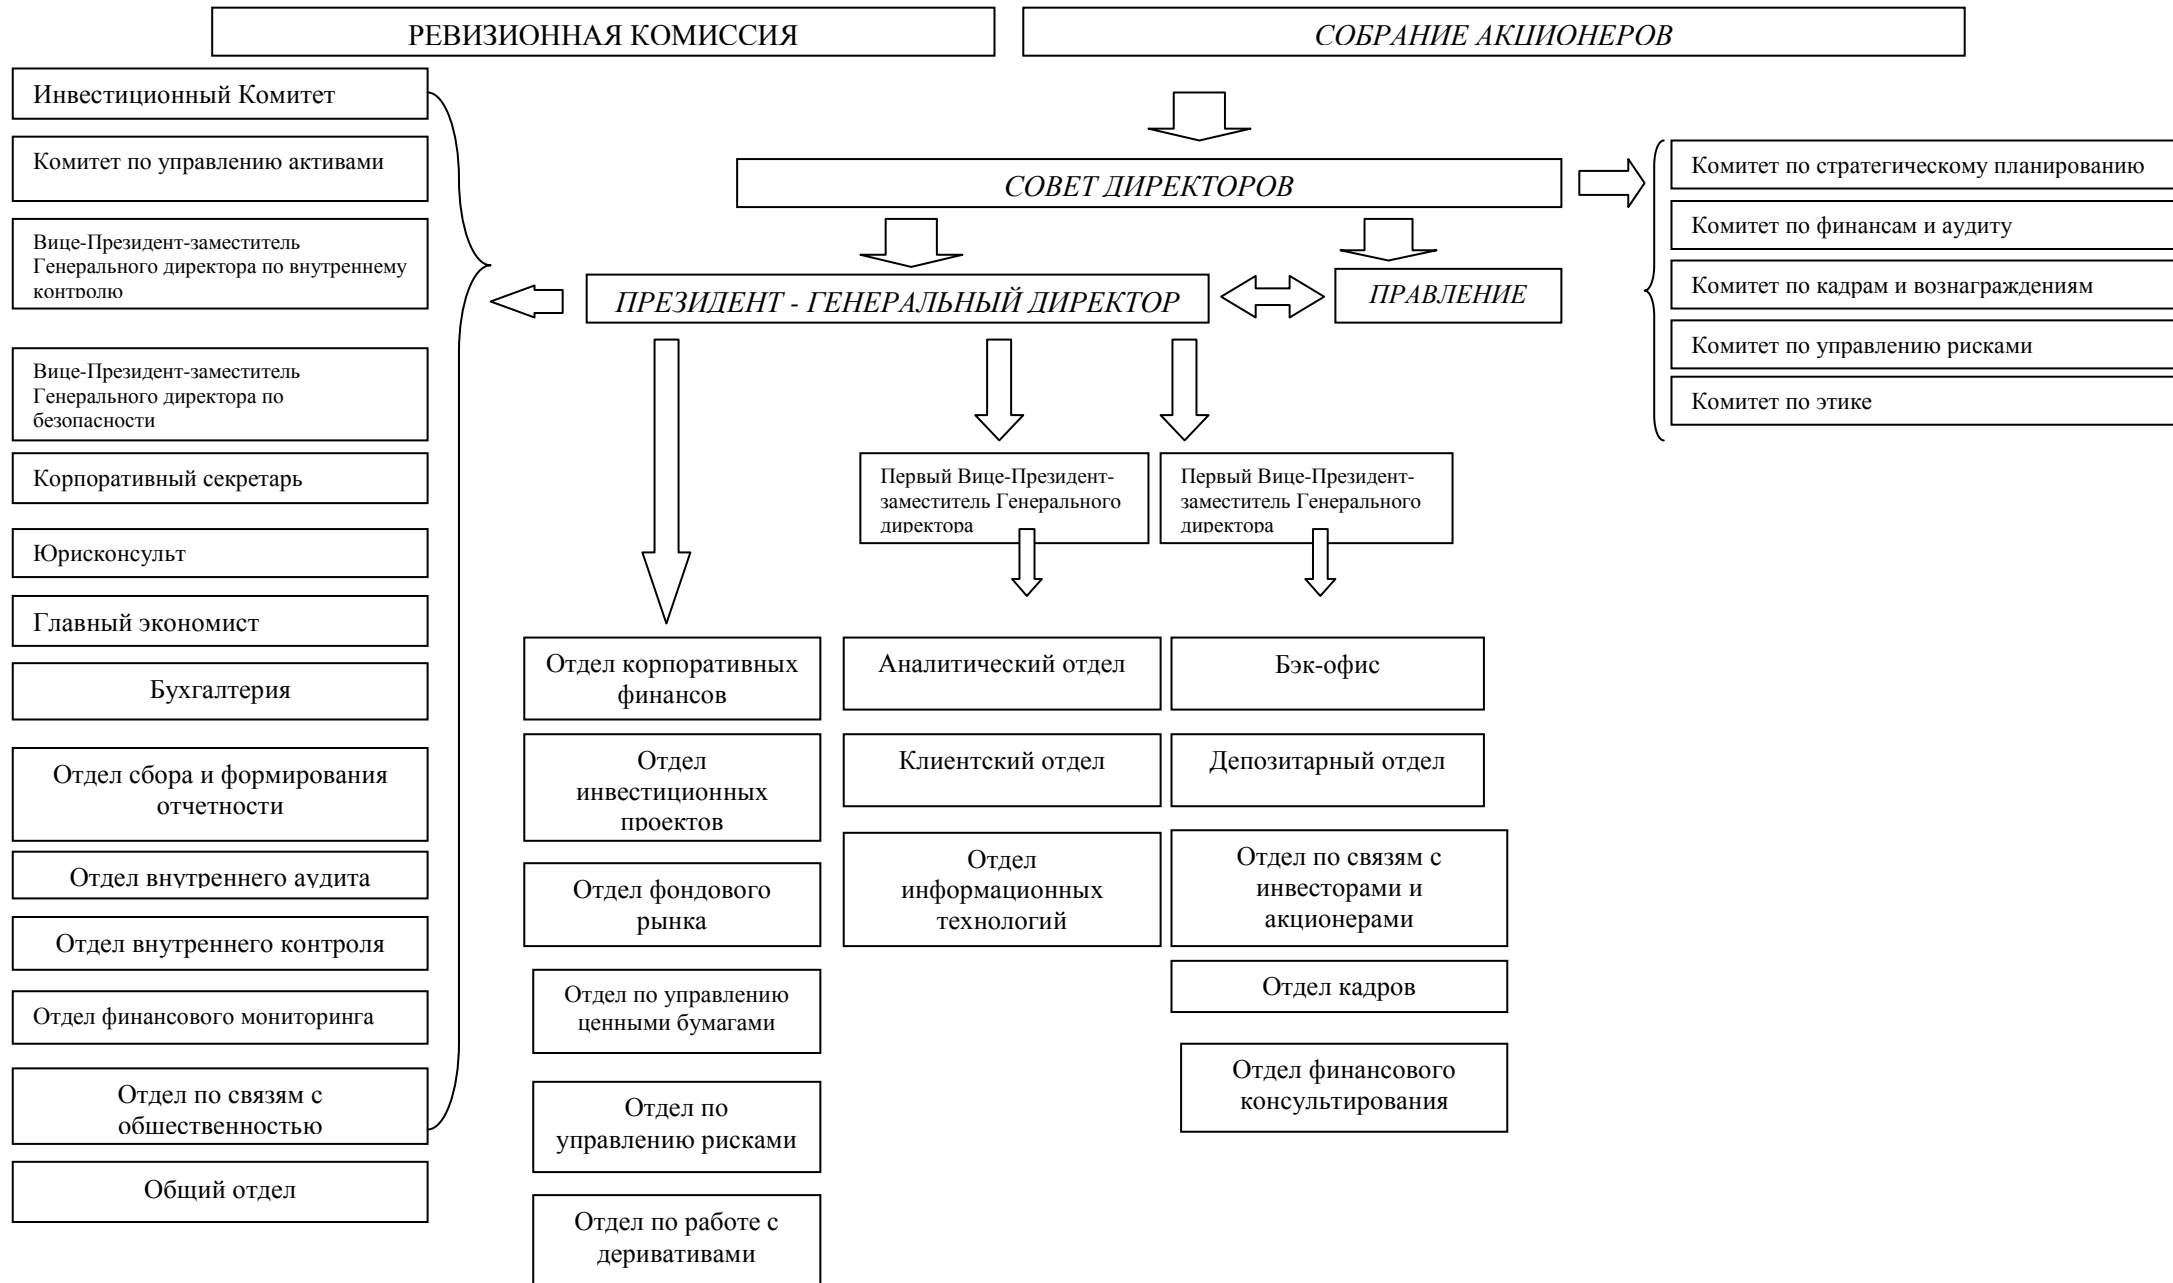 РЕВИЗИОННАЯ КОМИССИЯ
СОБРАНИЕ АКЦИОНЕРОВ
Инвестиционный Комитет
Комитет по управлению активами
Вице-Президент-заместитель
Генерального директора по внутреннему
контролю
Вице-Президент-заместитель
Генерального директора по
безопасности
Корпоративный секретарь
Юрисконсульт
Главный экономист
Бухгалтерия
Отдел сбора и формирования
отчетности
Отдел внутреннего аудита
Отдел внутреннего контроля
Отдел финансового мониторинга
Отдел по связям с
общественностью
Общий отдел
СОВЕТ ДИРЕКТОРОВ
ПРЕЗИДЕНТ - ГЕНЕРАЛЬНЫЙ ДИРЕКТОР
ПРАВЛЕНИЕ
Комитет по стратегическому планированию
Комитет по финансам и аудиту
Комитет по кадрам и вознаграждениям
Комитет по управлению рисками
Комитет по этике
Первый Вице-Президент-
заместитель Генерального
директора
Первый Вице-Президент-
заместитель Генерального
директора
Отдел корпоративных
финансов
Отдел
инвестиционных
проектов
Отдел фондового
рынка
Отдел по управлению
ценными бумагами
Отдел по
управлению рисками
Отдел по работе с
деривативами
Аналитический отдел
Клиентский отдел
Отдел
информационных
технологий
Бэк-офис
Депозитарный отдел
Отдел по связям с
инвесторами и
акционерами
Отдел кадров
Отдел финансового
консультирования